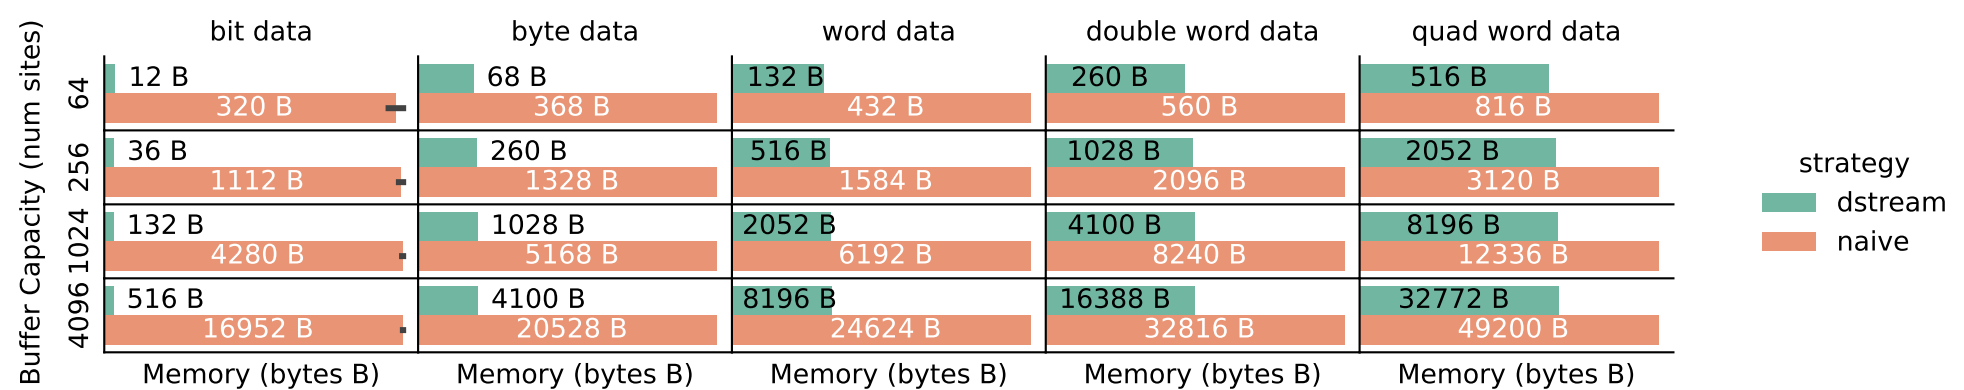 bit data byte data word data double word data quad word data
Buffer Capacity (num sites)
64
12 B 68 B 132 B 260 B 516 B
320 B 368 B 432 B 560 B 816 B
256
36 B 260 B 516 B 1028 B 2052 B
1112 B 1328 B 1584 B 2096 B 3120 B
1024
132 B 1028 B 2052 B 4100 B 8196 B
4280 B 5168 B 6192 B 8240 B 12336 B
4096
516 B 4100 B 8196 B 16388 B 32772 B
16952 B 20528 B 24624 B 32816 B 49200 B
Memory (bytes B) Memory (bytes B) Memory (bytes B) Memory (bytes B) Memory (bytes B)
strategy
dstream
naive